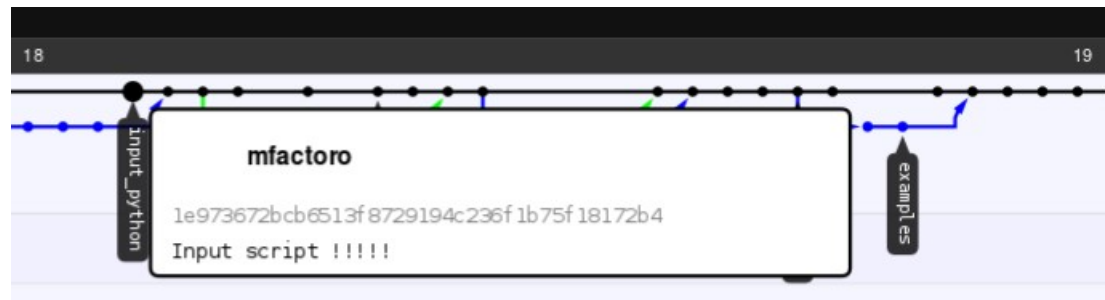 18 19
input_python
mfactoro
1e973672bcb6513f8729194c236f1b75f18172b4
Input script !!!!!
examples